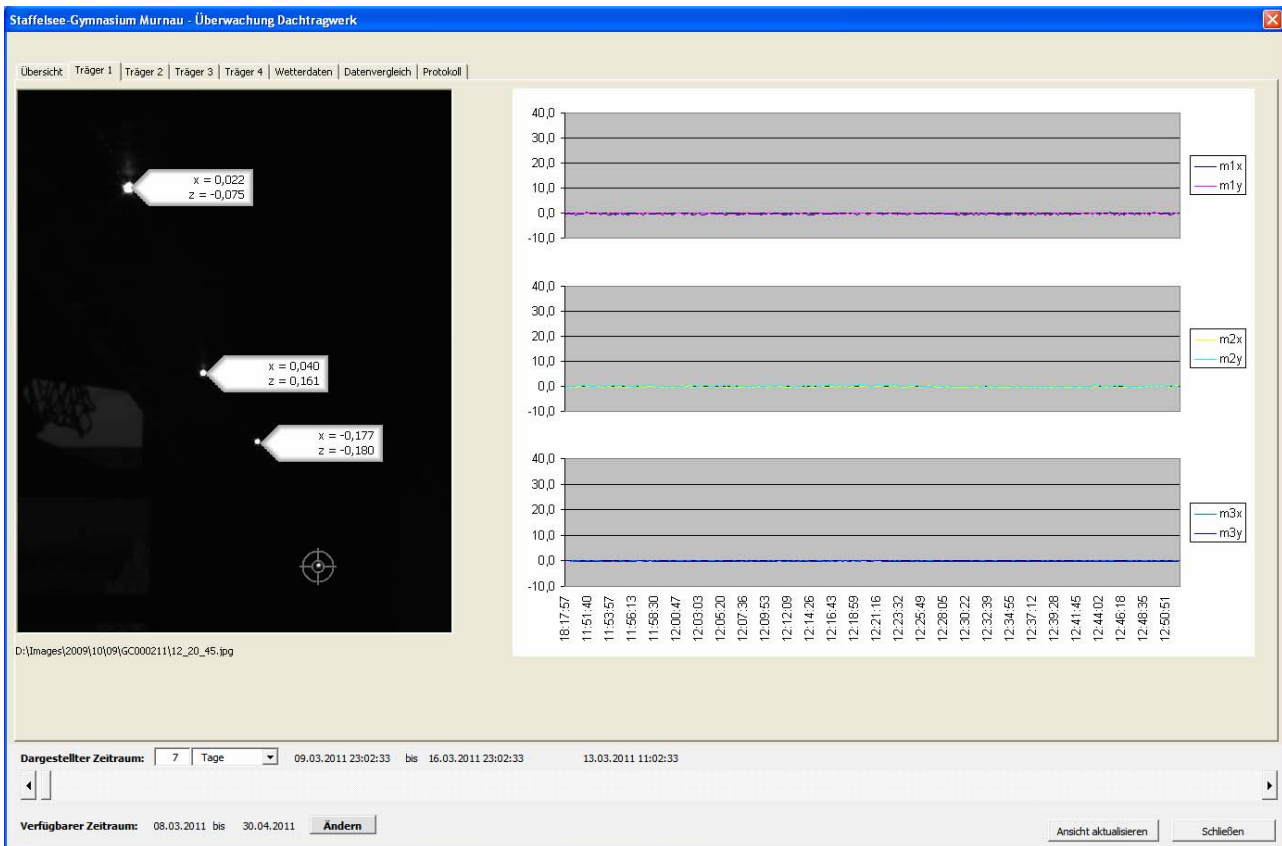 Staffelsee-Gymnasium Murnau - Überwachung Dachtragwerk
Übersicht Träger 1 Träger 2 Träger 3 Träger 4 Wetterdaten Datenvergleich Protokoll
x = 0,022
z = -0,075
x = 0,040
z = 0,161
x = -0,177
z = -0,180
D:\Images\2009\10\09\GC000211\12_20_45.jpg
40,0
30,0
20,0
10,0
0,0
-10,0
m1x
m1y
40,0
30,0
20,0
10,0
0,0
-10,0
m2x
m2y
40,0
30,0
20,0
10,0
0,0
-10,0
m3x
m3y
18:17:57
11:51:40
11:53:57
11:56:13
11:58:30
12:00:47
12:03:03
12:05:20
12:07:36
12:09:53
12:12:09
12:14:26
12:16:43
12:18:59
12:21:16
12:23:32
12:25:49
12:28:05
12:30:22
12:32:39
12:34:55
12:37:12
12:39:28
12:41:45
12:44:02
12:46:18
12:48:35
12:50:51
Dargestellter Zeitraum: 7 Tage 09.03.2011 23:02:33 bis 16.03.2011 23:02:33 13.03.2011 11:02:33
Verfügbarer Zeitraum: 08.03.2011 bis 30.04.2011 Ändern
Ansicht aktualisieren Schließen